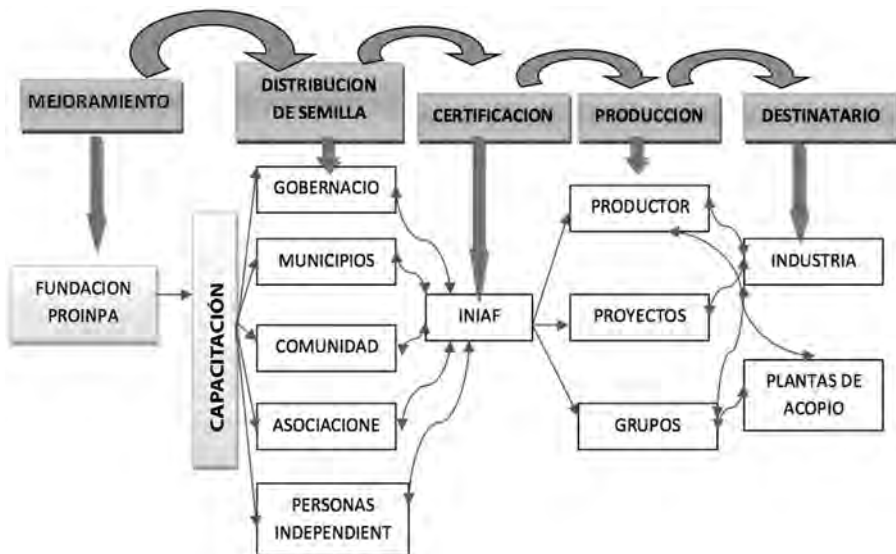 MEJORAMIENTO
DISTRIBUCION
DE SEMILLA
CERTIFICACION
PRODUCCION
DESTINATARIO
FUNDACION
PROINPA
CAPACITACIÓN
GOBERNACIO
MUNICIPIOS
COMUNIDAD
ASOCIACIONE
PERSONAS
INDEPENDIENT
INIAF
PRODUCTOR
PROYECTOS
GRUPOS
INDUSTRIA
PLANTAS DE
ACOPIO